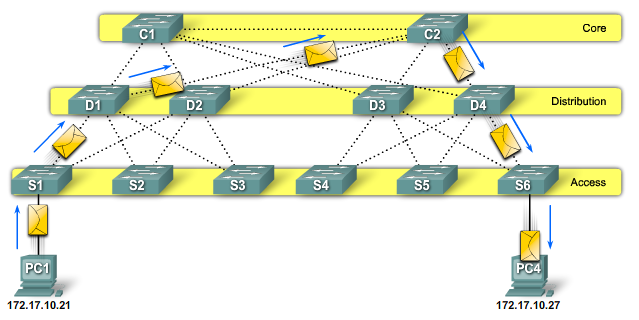 C1 C2 Core
D1 D2 D3 D4 Distribution
S1 S2 S3 S4 S5 S6 Access
PC1 PC4
172.17.10.21 172.17.10.27